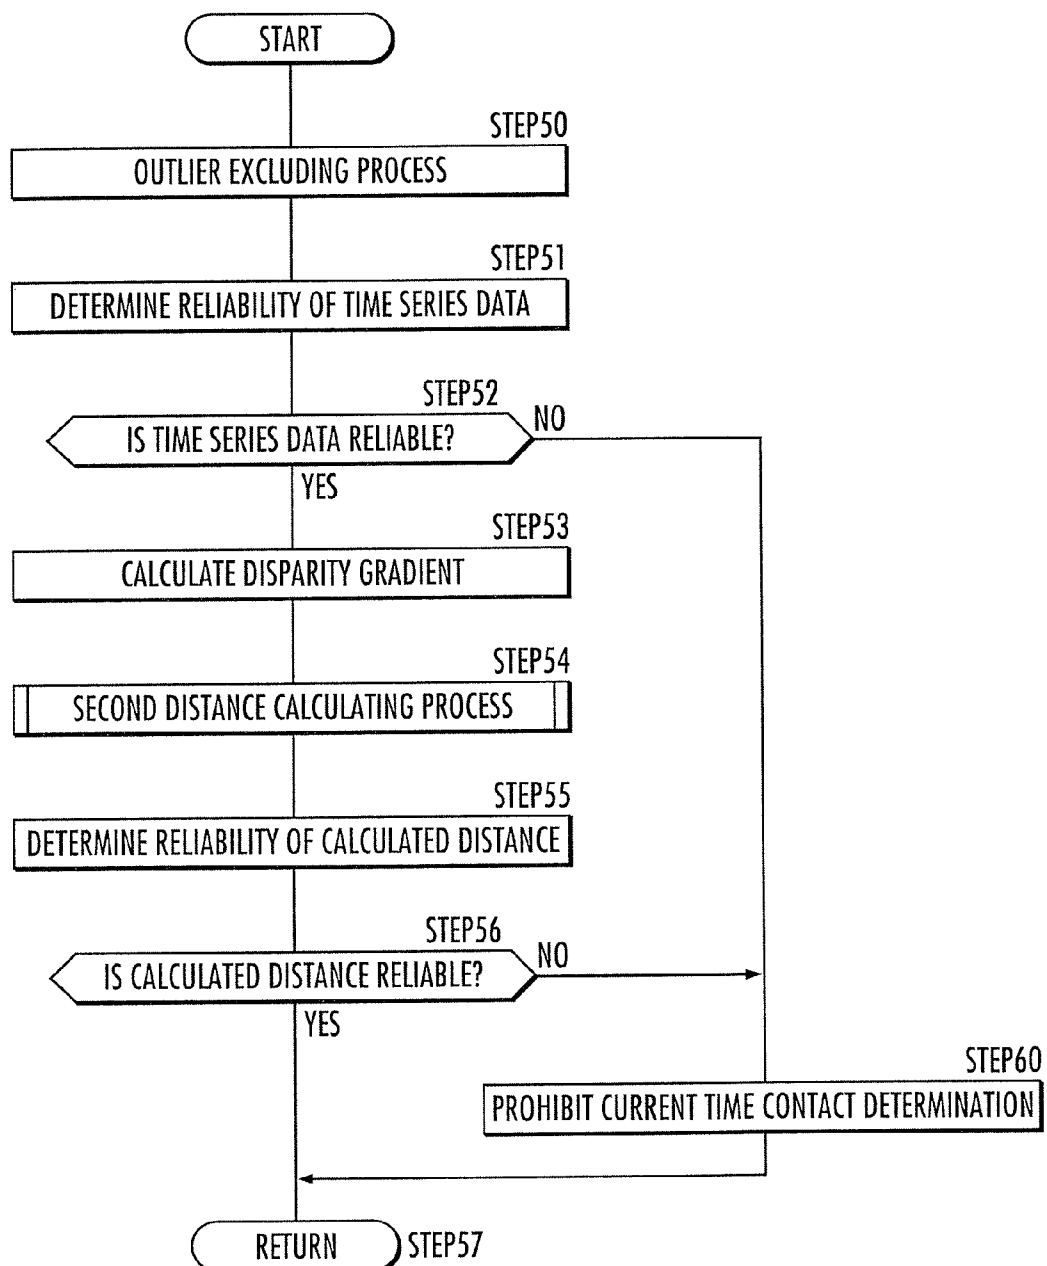 START
STEP50
OUTLIER EXCLUDING PROCESS
STEP51
DETERMINE RELIABILITY OF TIME SERIES DATA
STEP52
IS TIME SERIES DATA RELIABLE?
NO
YES
STEP53
CALCULATE DISPARITY GRADIENT
STEP54
SECOND DISTANCE CALCULATING PROCESS
STEP55
DETERMINE RELIABILITY OF CALCULATED DISTANCE
STEP56
IS CALCULATED DISTANCE RELIABLE?
NO
YES
STEP60
PROHIBIT CURRENT TIME CONTACT DETERMINATION
RETURN
STEP57